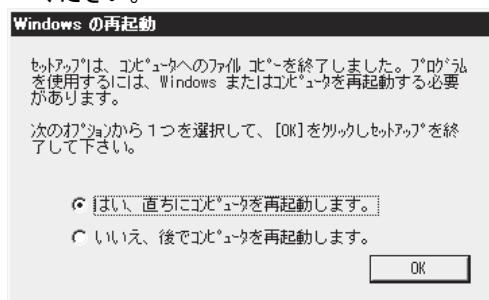 ください。
Windows の再起動
ｾｯﾄｱｯﾌﾟは、ｺﾝﾋﾟｭｰﾀへのﾌｧｲﾙ ｺﾋﾟｰを終了しました。ﾌﾟﾛｸﾞﾗﾑ
を使用するには、Windows またはｺﾝﾋﾟｭｰﾀを再起動する必要
があります。
次のｵﾌﾟｼｮﾝから１つを選択して、[OK]をｸﾘｯｸしｾｯﾄｱｯﾌﾟを終
了して下さい。
はい、直ちにｺﾝﾋﾟｭｰﾀを再起動します。
いいえ、後でｺﾝﾋﾟｭｰﾀを再起動します。
OK